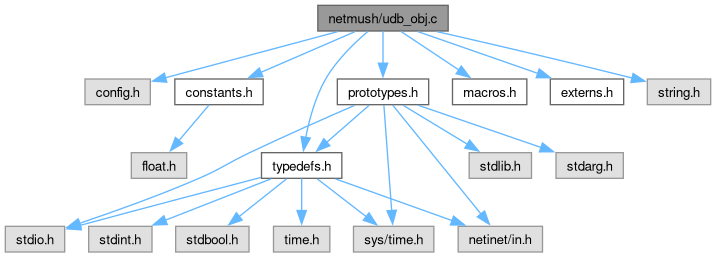 netmush/udb_obj.c
config.h
constants.h
prototypes.h
macros.h
externs.h
string.h
float.h
typedefs.h
stdlib.h
stdarg.h
stdio.h
stdint.h
stdbool.h
time.h
sys/time.h
netinet/in.h